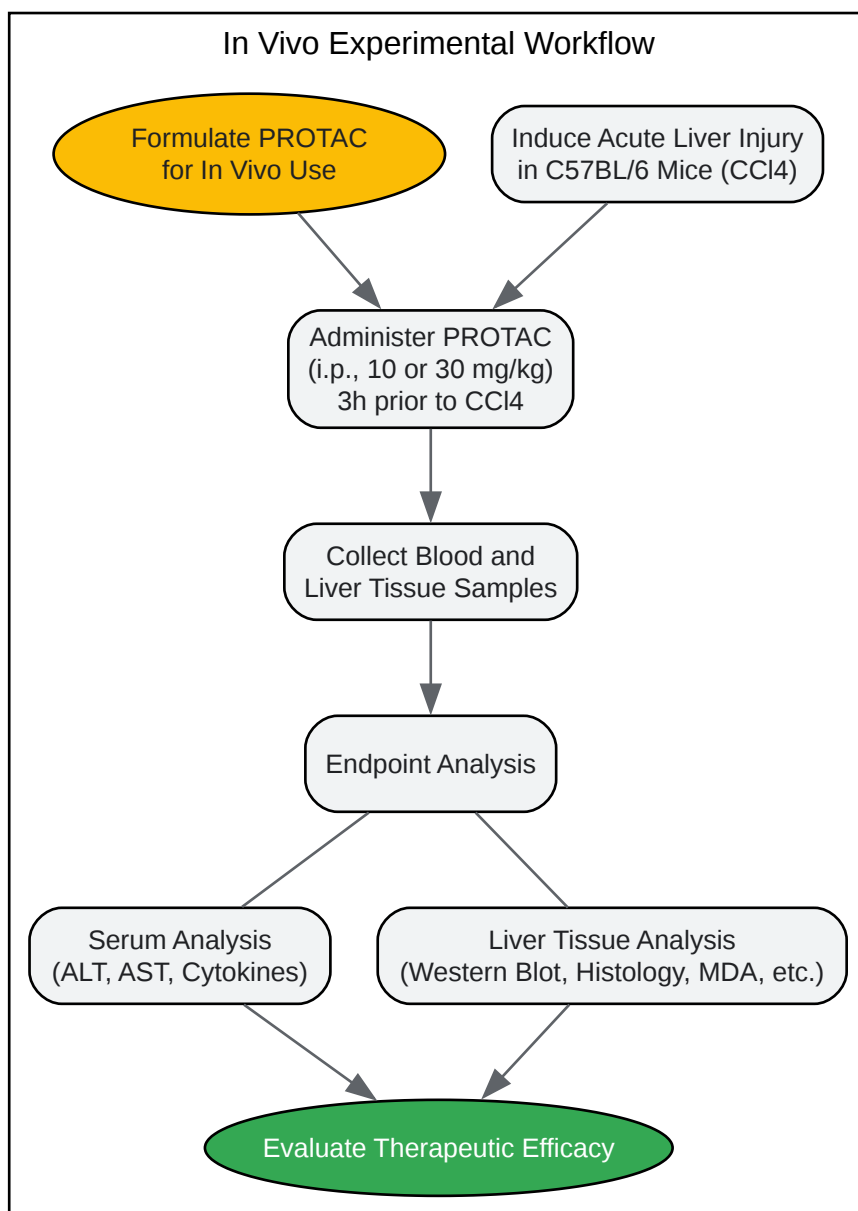 In Vivo Experimental Workflow
Formulate PROTAC
for In Vivo Use
Induce Acute Liver Injury
in C57BL/6 Mice (CCl4)
Administer PROTAC
(i.p., 10 or 30 mg/kg)
3h prior to CCl4
Collect Blood and
Liver Tissue Samples
Endpoint Analysis
Serum Analysis
(ALT, AST, Cytokines)
Liver Tissue Analysis
(Western Blot, Histology, MDA, etc.)
Evaluate Therapeutic Efficacy